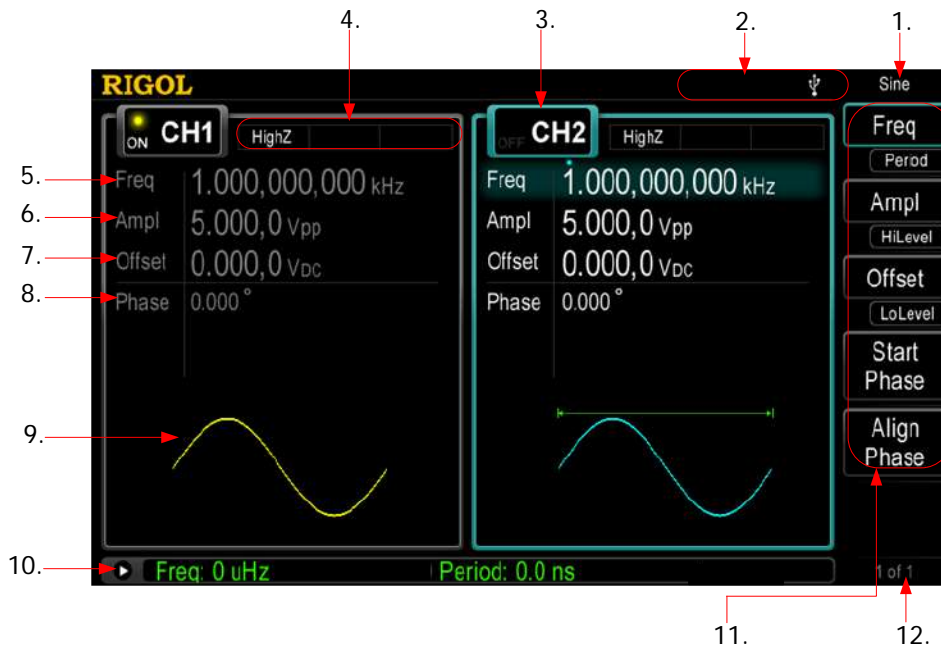 4. 3. 2. 1.
RIGOL Sine
ON CH1 HighZ OFF CH2 HighZ Freq
Period
5. Freq 1.000,000,000 kHz Freq 1.000,000,000 kHz
Ampl
6. Ampl 5.000,0 Vpp Ampl 5.000,0 Vpp
HiLevel
7. Offset 0.000,0 VDC Offset 0.000,0 VDC
Offset
8. Phase 0.000° Phase 0.000°
LoLevel
Start
Phase
Align
9.
Phase
10. Freq: 0 uHz Period: 0.0 ns 1 of 1
11. 12.